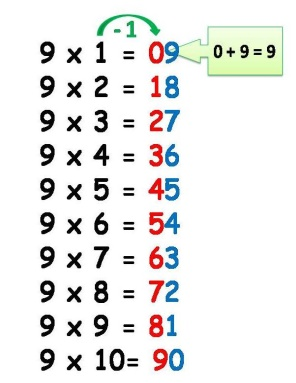 - 1
9 x 1 = 09
0 + 9 = 9
9 x 2 = 18
9 x 3 = 27
9 x 4 = 36
9 x 5 = 45
9 x 6 = 54
9 x 7 = 63
9 x 8 = 72
9 x 9 = 81
9 x 10= 90